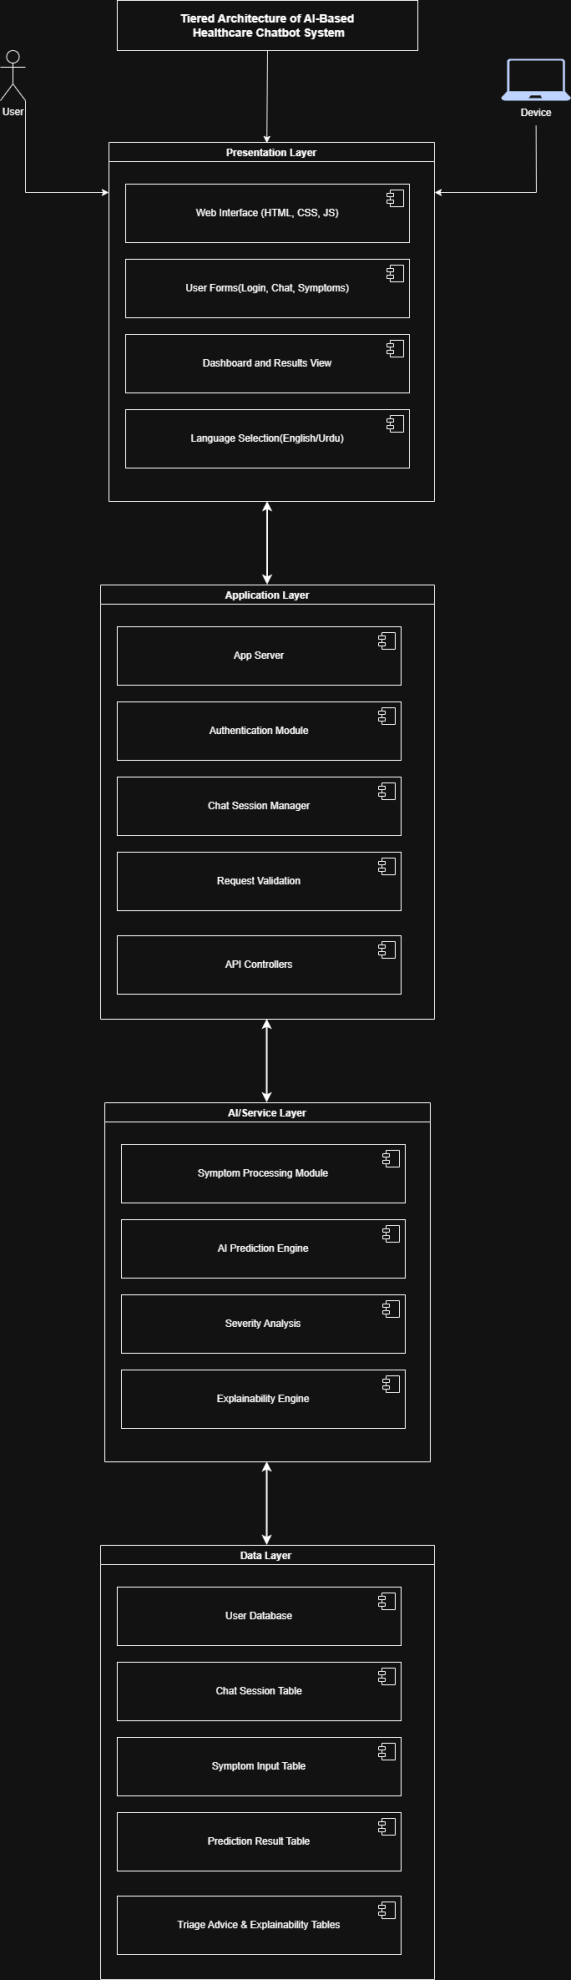 Tiered Architecture of AI-Based
Healthcare Chatbot System
User
Device
Presentation Layer
Web Interface (HTML, CSS, JS)
User Forms(Login, Chat, Symptoms)
Dashboard and Results View
Language Selection(English/Urdu)
Application Layer
App Server
Authentication Module
Chat Session Manager
Request Validation
API Controllers
AI/Service Layer
Symptom Processing Module
AI Prediction Engine
Severity Analysis
Explainability Engine
Data Layer
User Database
Chat Session Table
Symptom Input Table
Prediction Result Table
Triage Advice & Explainability Tables